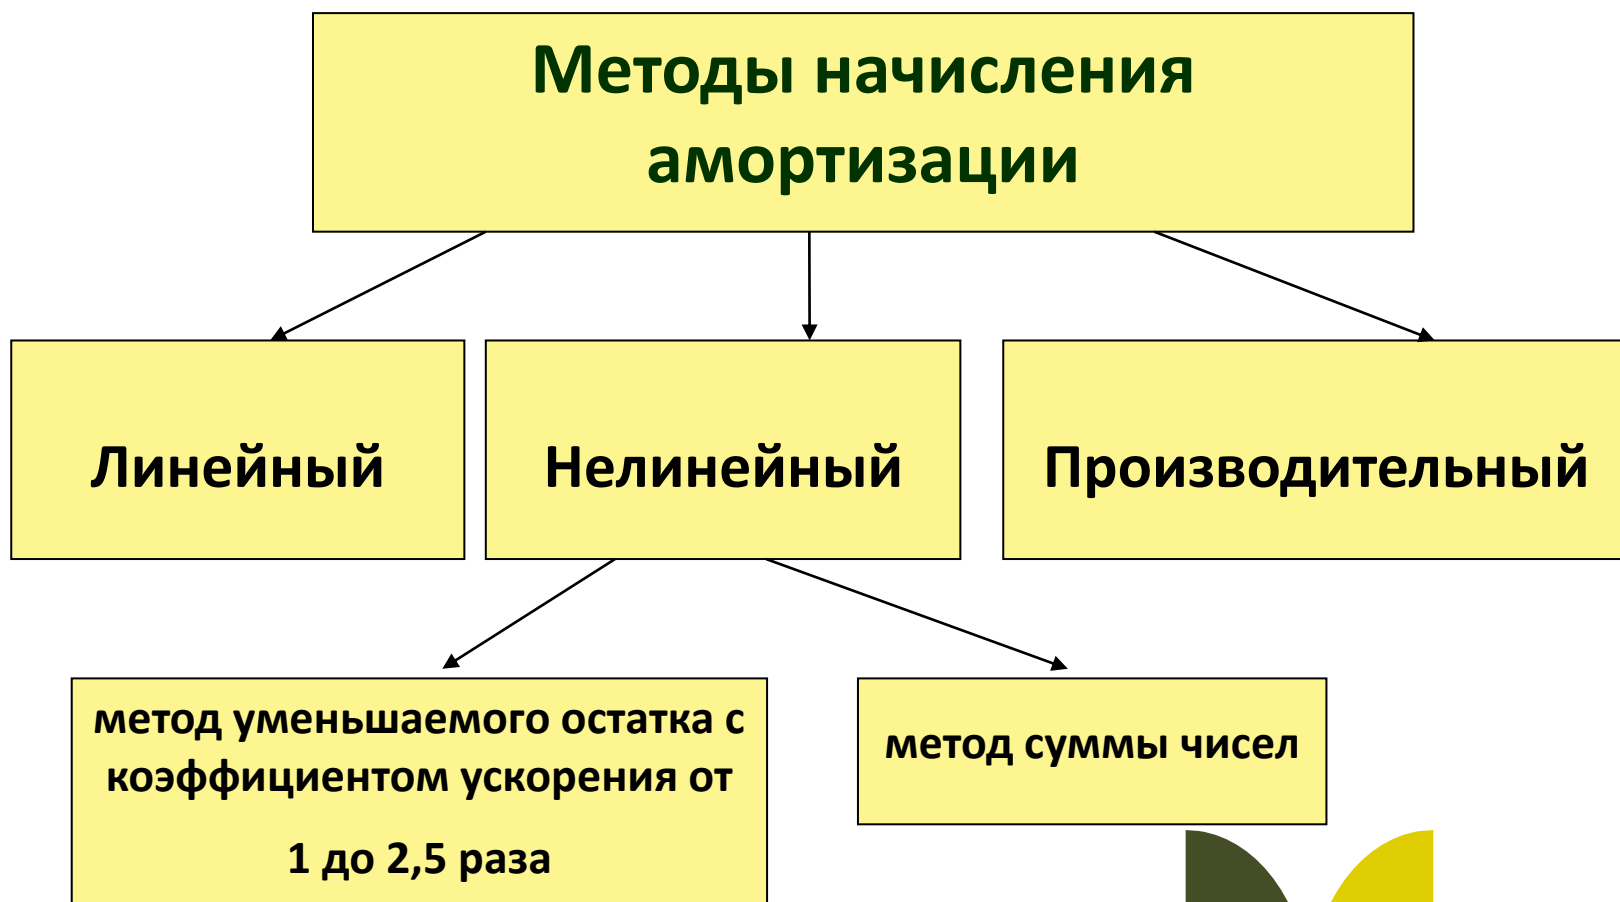 Методы начисления
амортизации
Линейный
Нелинейный
Производительный
метод уменьшаемого остатка с
коэффициентом ускорения от
1 до 2,5 раза
метод суммы чисел